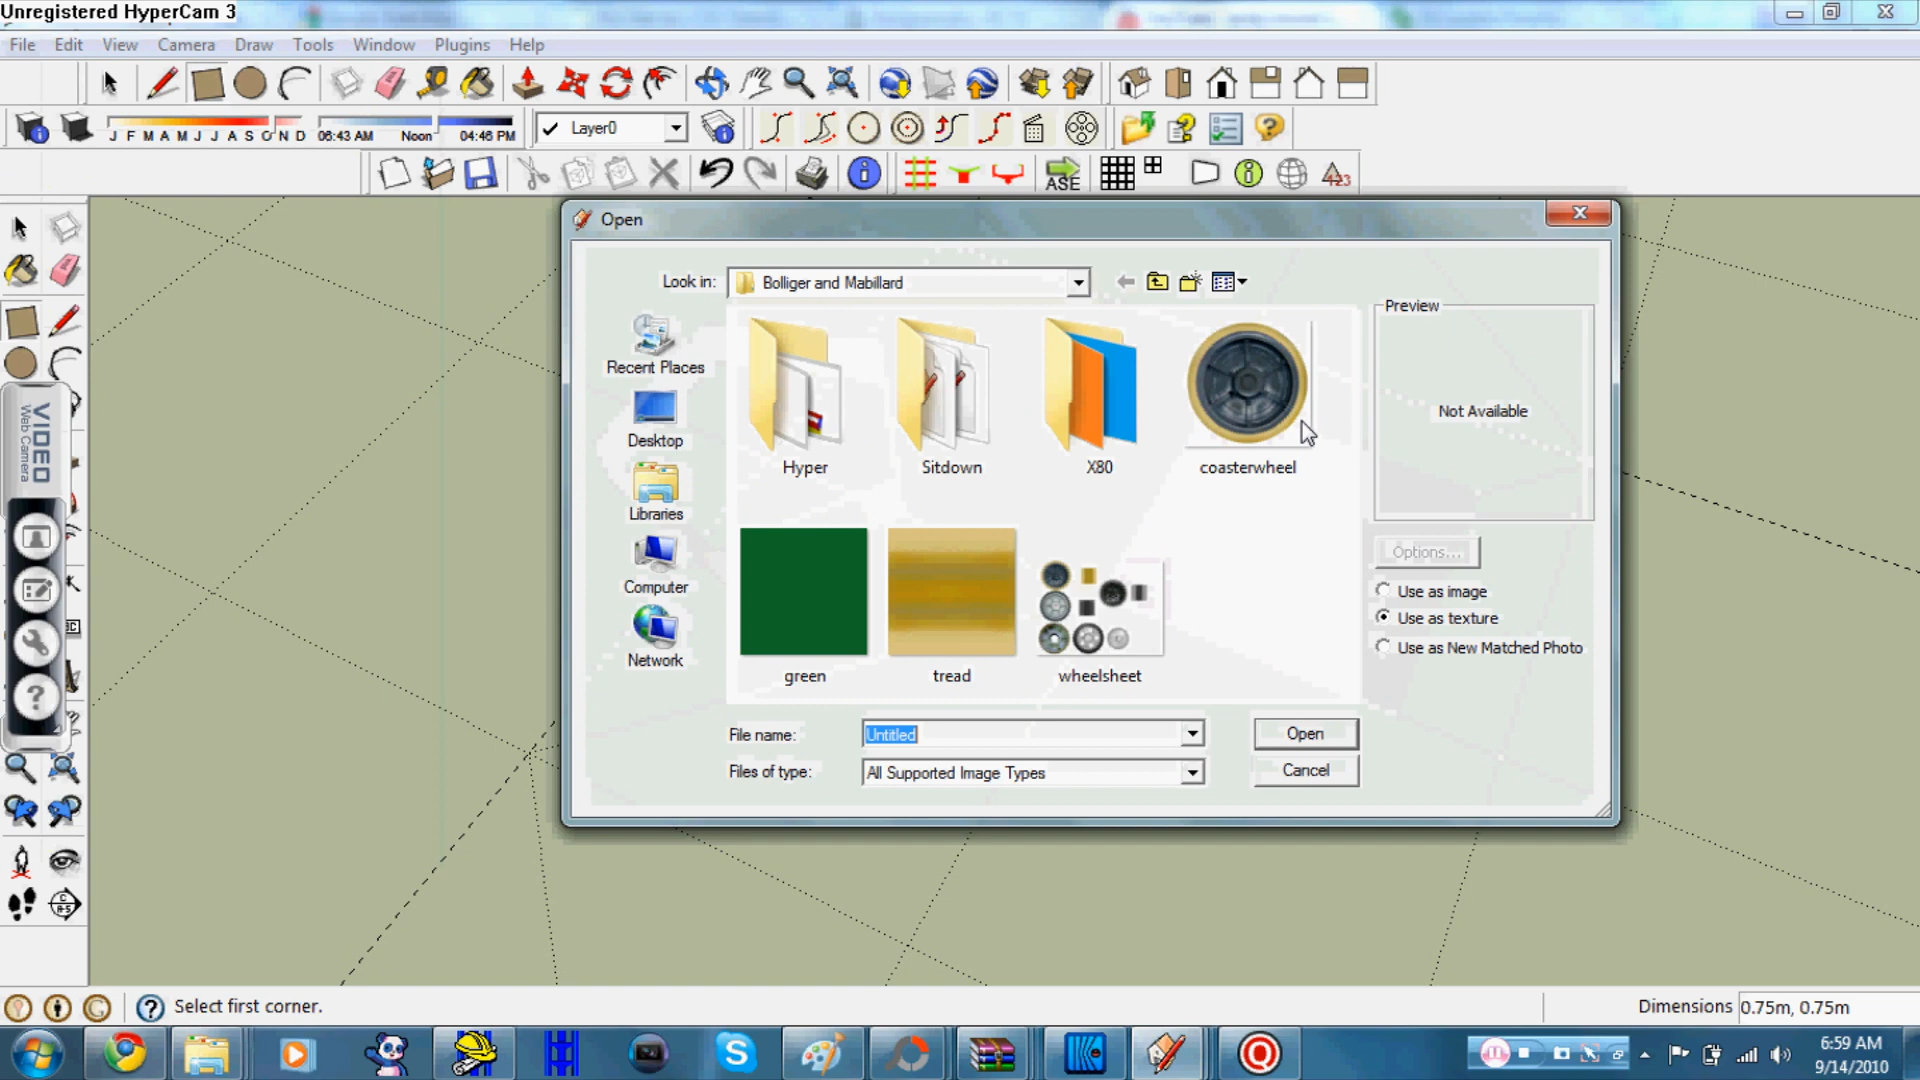 Unregistered HyperCam 3
File Edit View Camera Draw Tools Window Plugins Help
J F M A M J J A S O N D 06:43 AM Noon 04:46 PM Layer0
ASE 123
Open
Look in: Bolliger and Mabillard
Preview
Not Available
Recent Places
Desktop
Libraries
Computer
Network
Hyper Sitdown X80 coasterwheel
green tread wheelsheet
Options...
Use as image
Use as texture
Use as New Matched Photo
File name: Untitled Open
Files of type: All Supported Image Types Cancel
VIDEO
Web Camera
Select first corner. Dimensions 0.75m, 0.75m
6:59 AM
9/14/2010